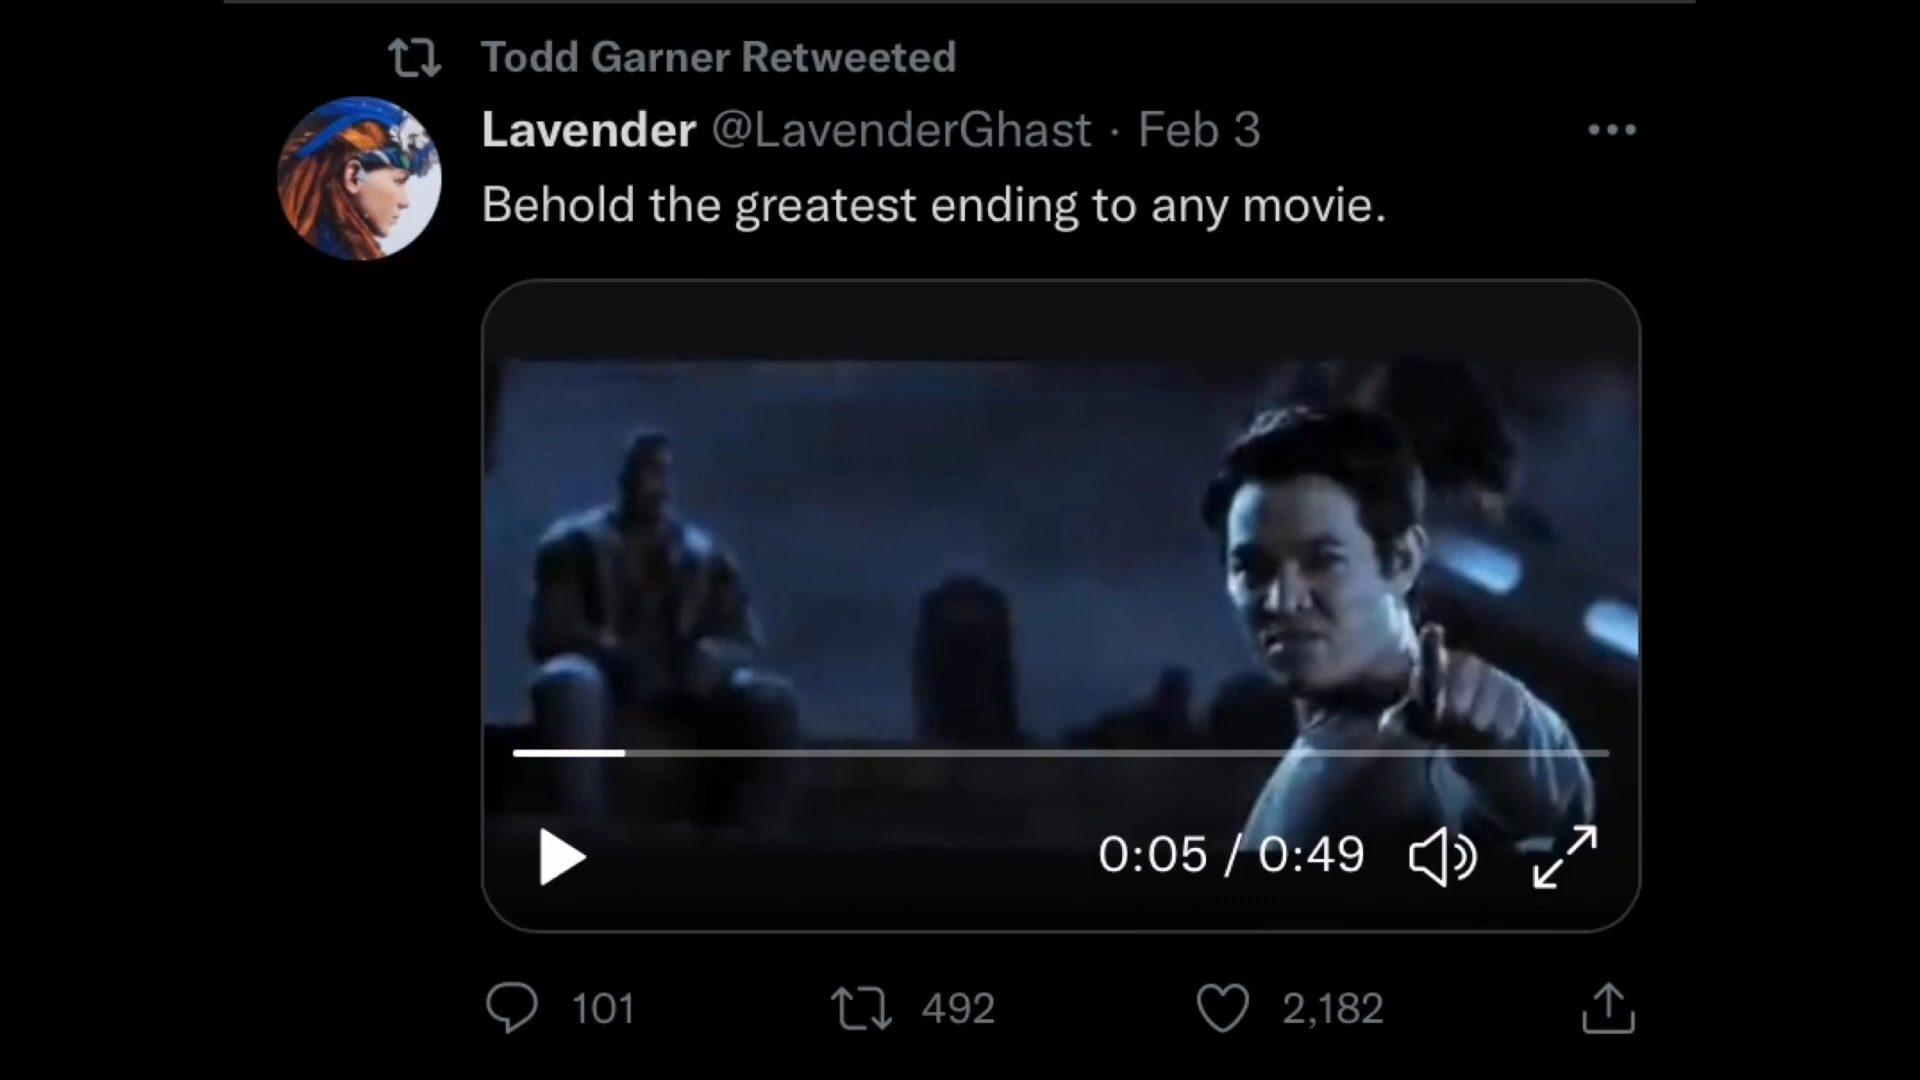 Todd Garner Retweeted
Lavender @LavenderGhast · Feb 3
Behold the greatest ending to any movie.
0:05 / 0:49
101 492 2,182